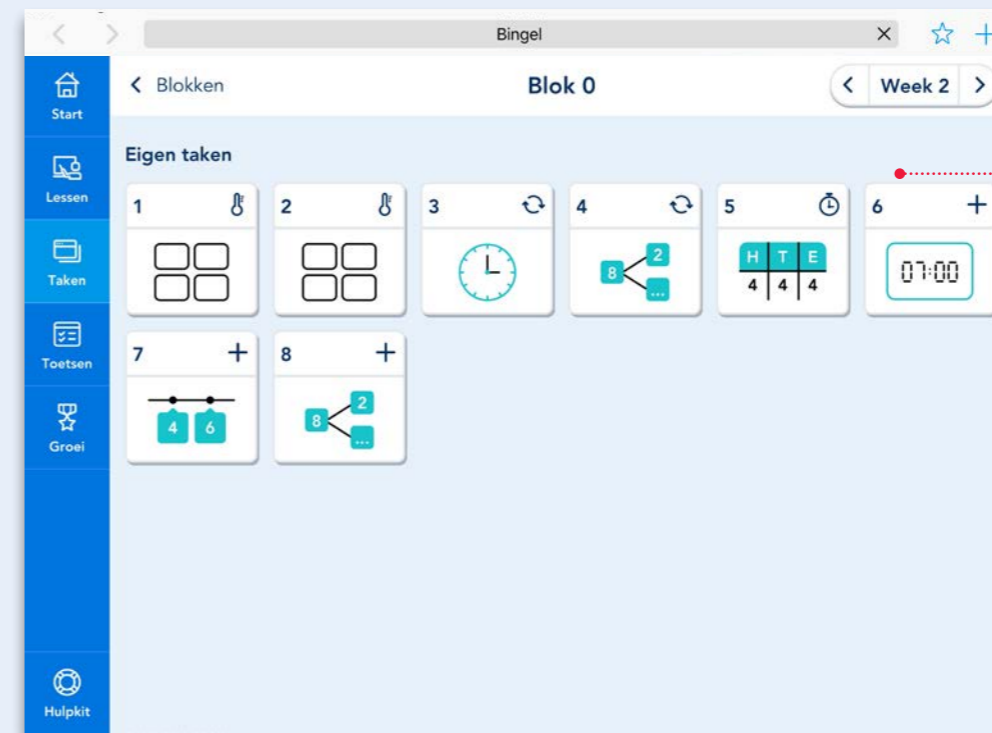 Bingel
Start
Lessen
Taken
Toetsen
Groei
Hulpkit
Blokken
Blok 0
Week 2
Eigen taken
1
2
3
4
8 2 ...
5
H T E
4 4 4
6
07:00
7
4 6
8
8 2 ...